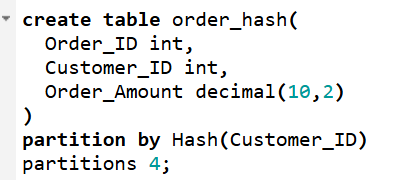 create table order_hash(
  Order_ID int,
  Customer_ID int,
  Order_Amount decimal(10,2)
)
partition by Hash(Customer_ID)
partitions 4;